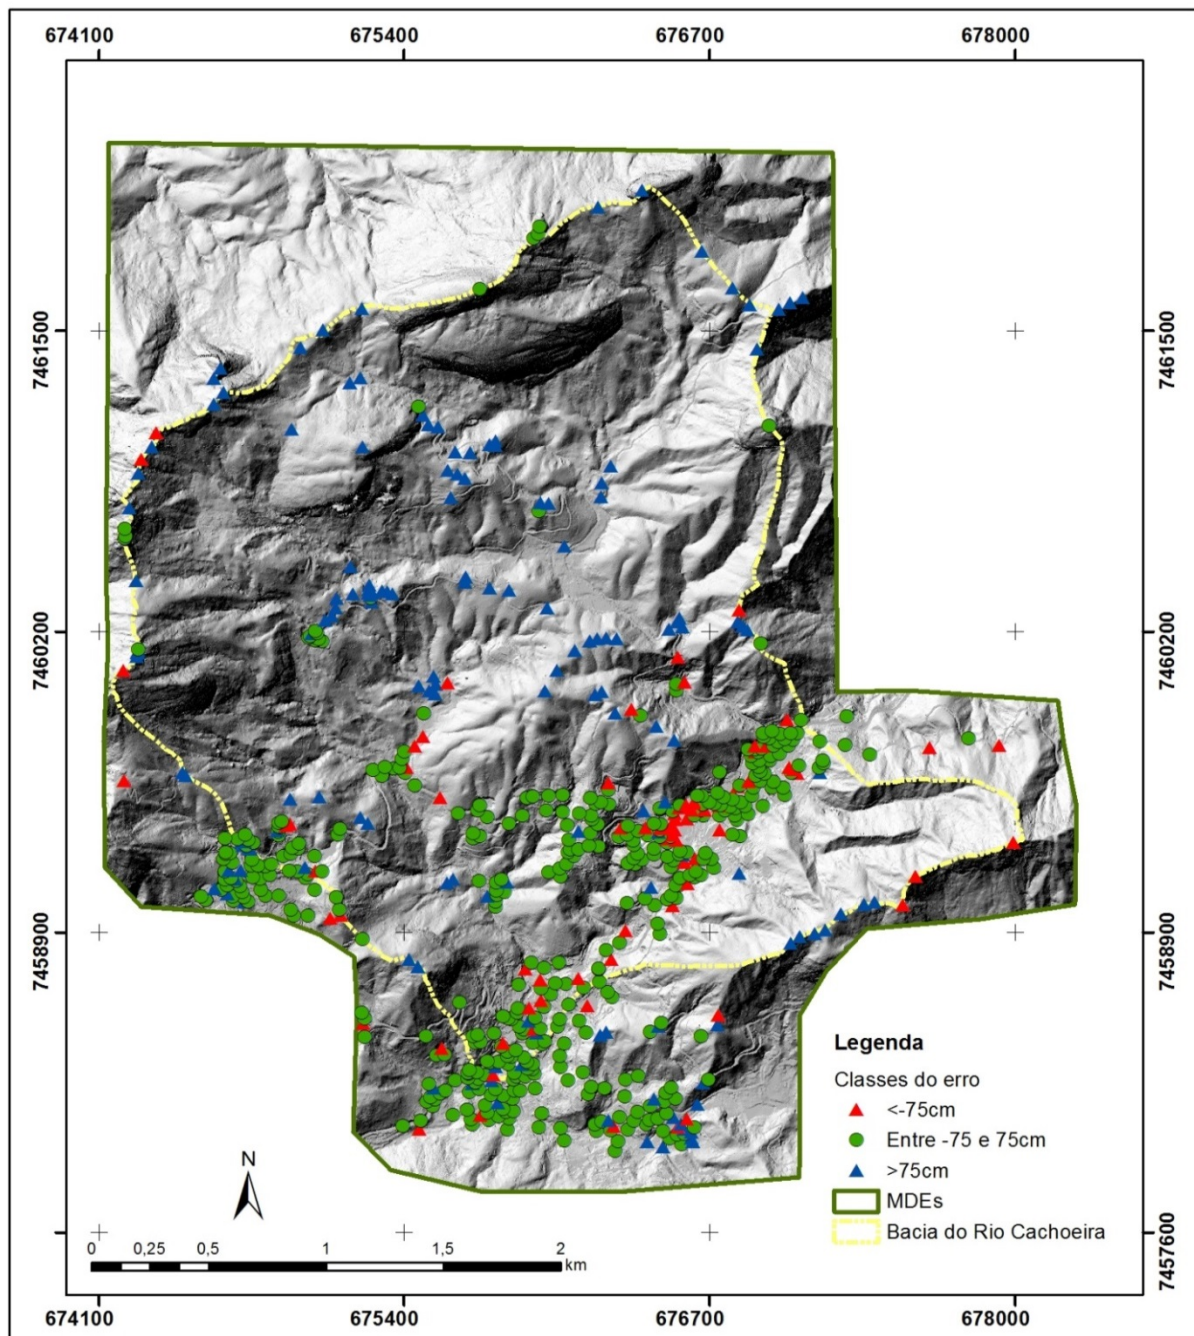 674100 675400 676700 678000
7461500 7461500
7460200 7460200
7458900 7458900
7457600
Legenda
Classes do erro
<-75cm
Entre -75 e 75cm
>75cm
MDEs
Bacia do Rio Cachoeira
N
0 0,25 0,5 1 1,5 2
km
674100 675400 676700 678000